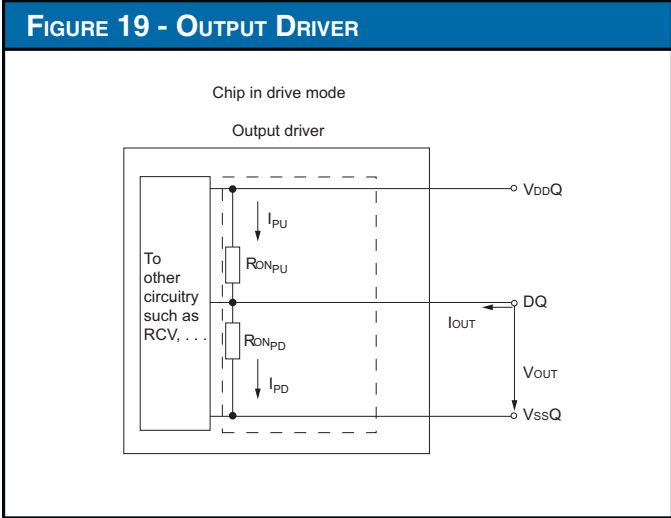 FIGURE 19 - OUTPUT DRIVER
Chip in drive mode
Output driver
VDDQ
IPU
To
other
circuitry
such as
RCV, . . .
RONPU
DQ
IOUT
RONPD
VOUT
IPD
VSSQ